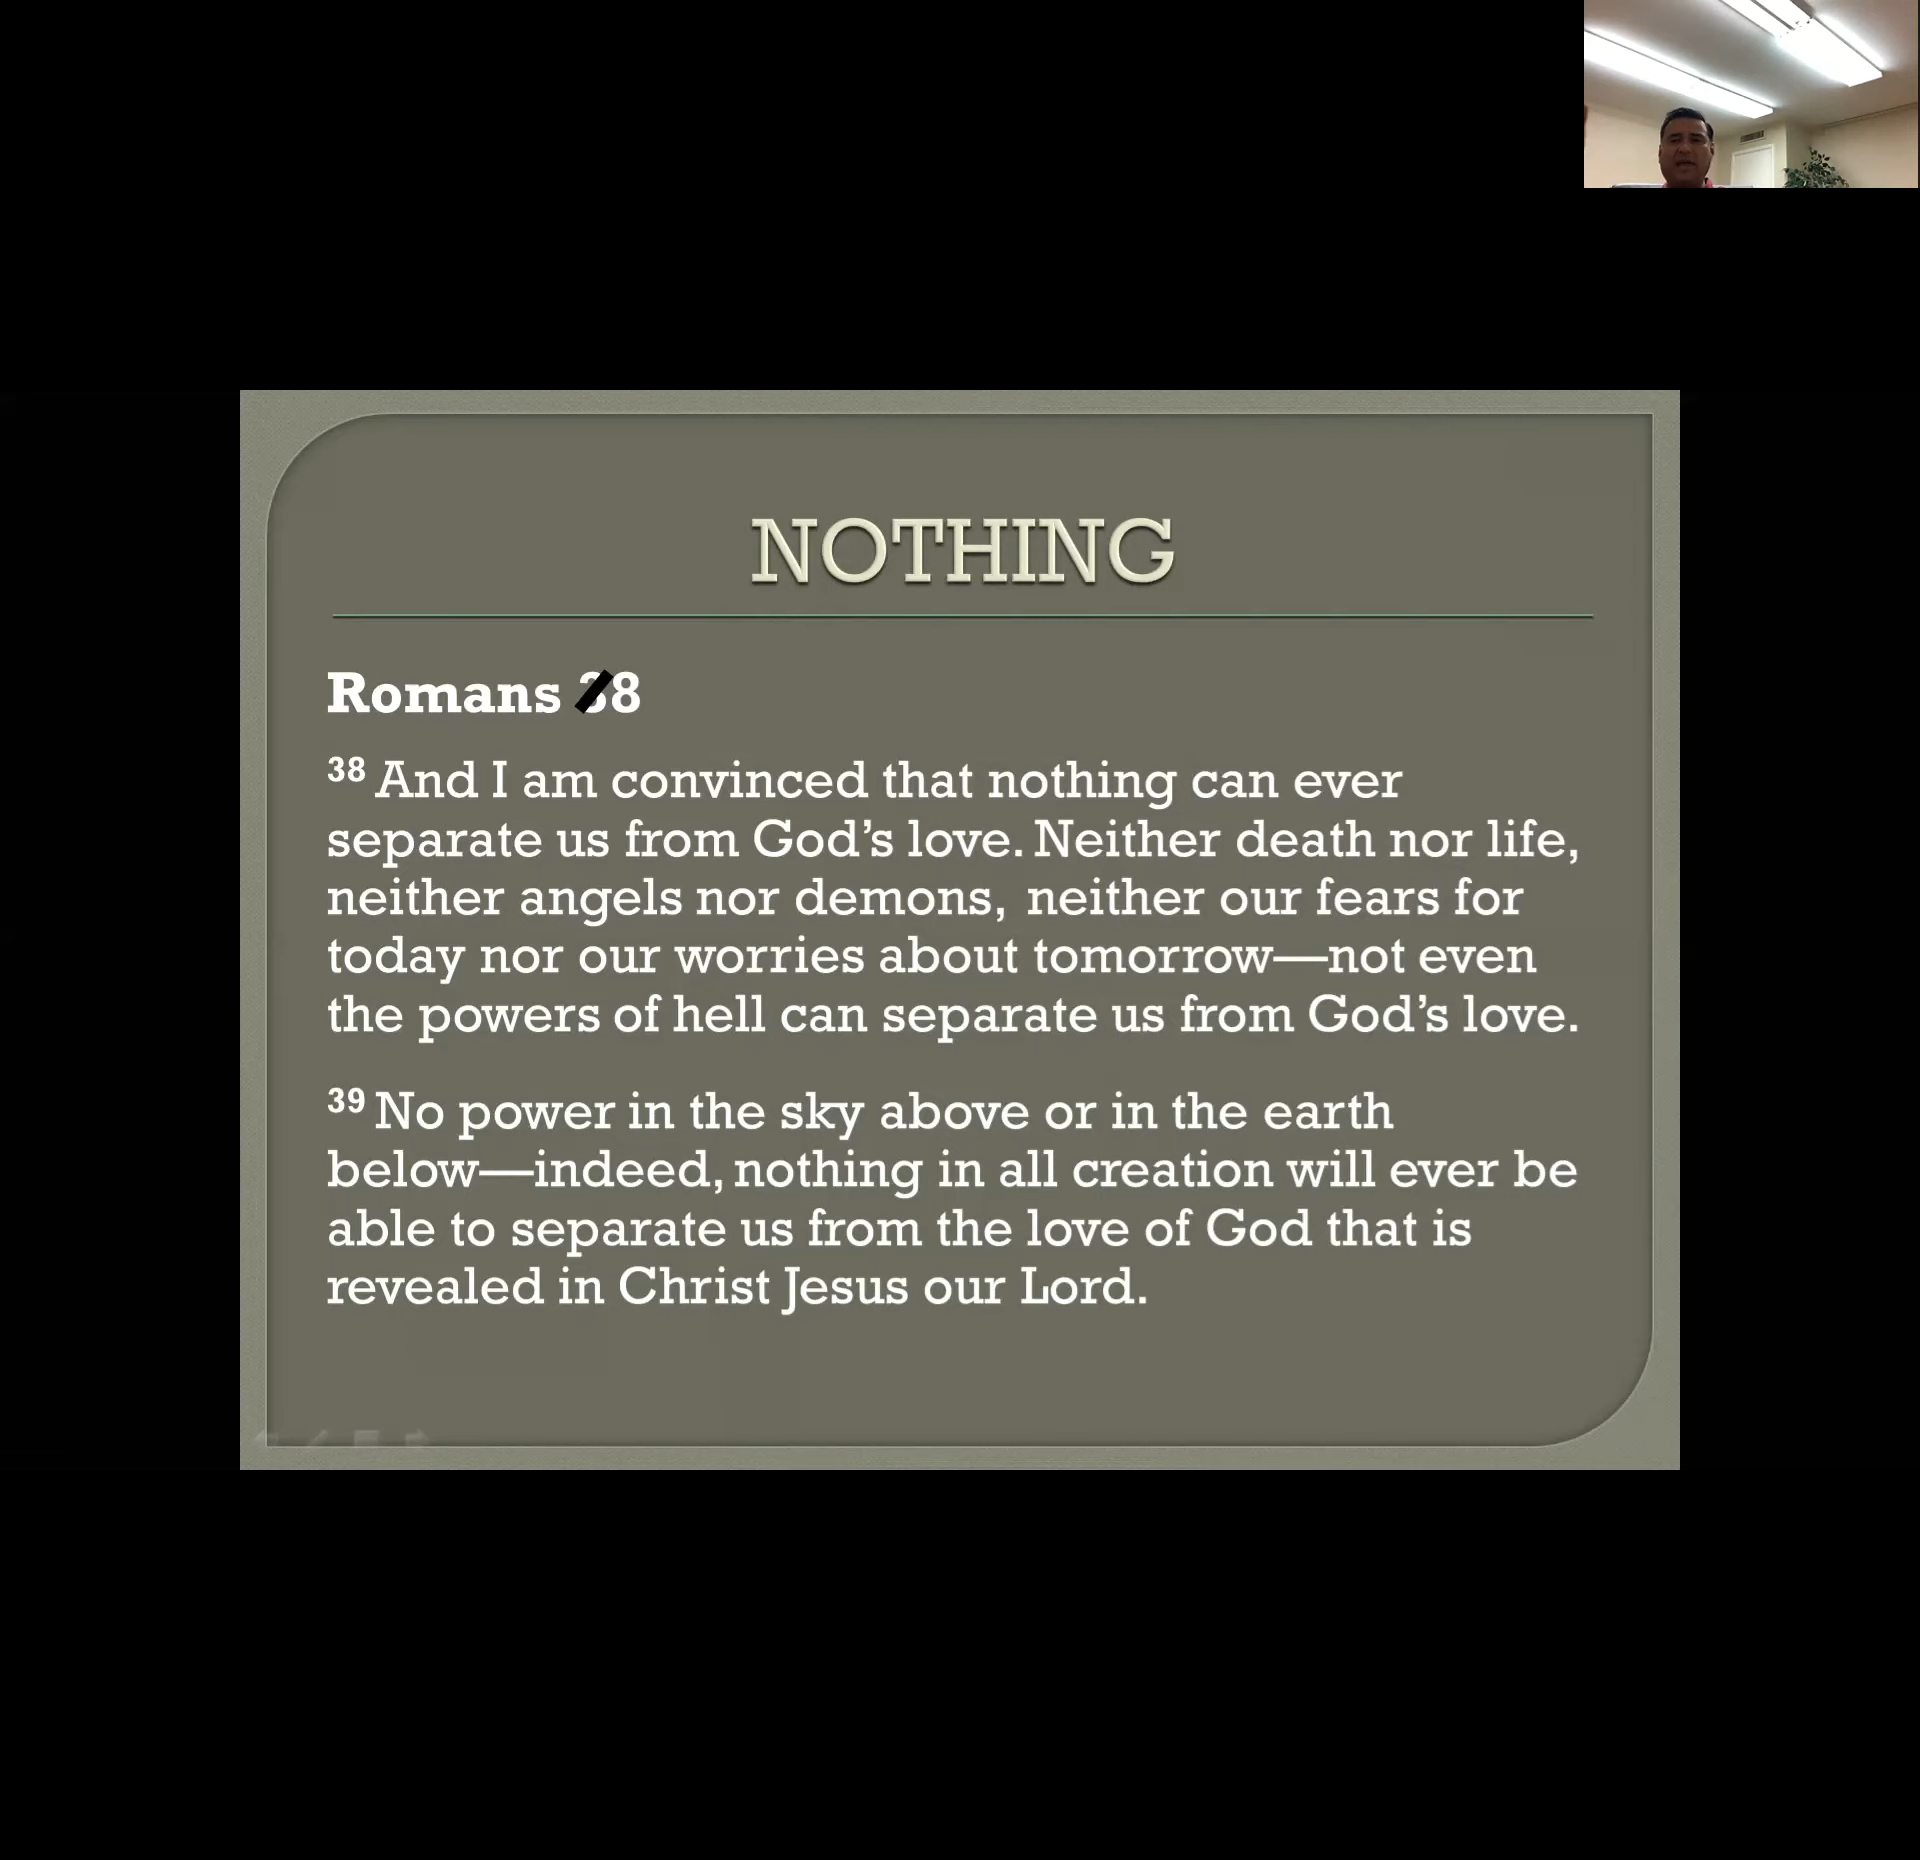 NOTHING
Romans 38
38 And I am convinced that nothing can ever
separate us from God’s love. Neither death nor life,
neither angels nor demons, neither our fears for
today nor our worries about tomorrow—not even
the powers of hell can separate us from God’s love.
39 No power in the sky above or in the earth
below—indeed, nothing in all creation will ever be
able to separate us from the love of God that is
revealed in Christ Jesus our Lord.